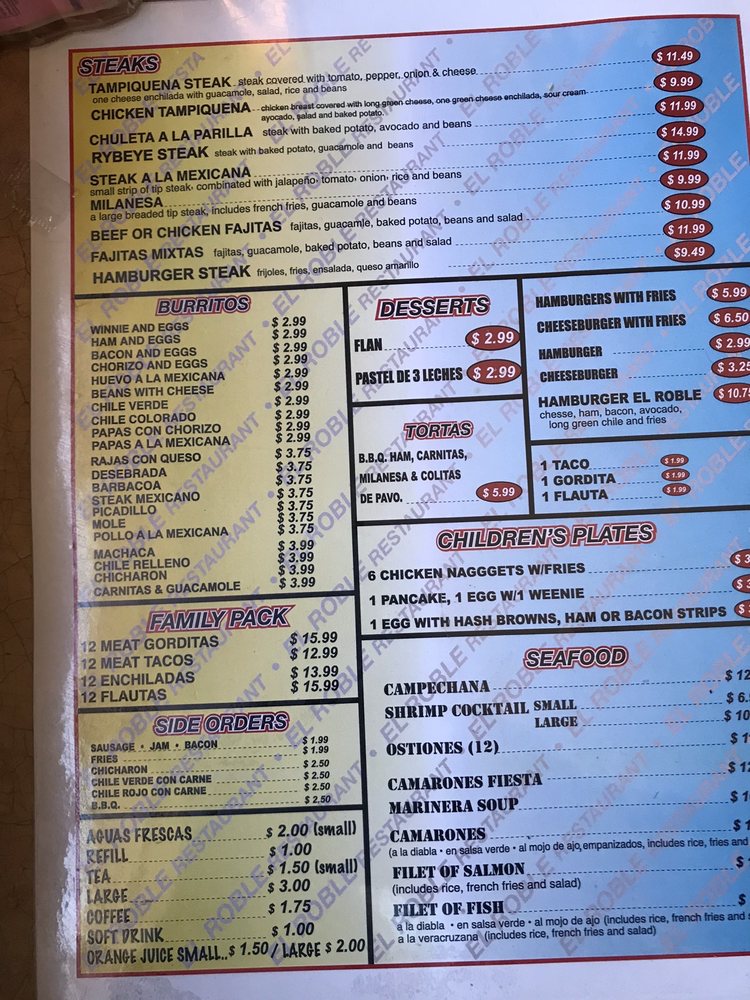 STEAKS
TAMPIQUENA STEAK steak covered with tomato, pepper, onion & cheese $ 11.49
one cheese enchilada with guacamole, salad, rice and beans
CHICKEN TAMPIQUENA chicken breast covered with long green cheese, one green cheese enchilada, sour cream $ 9.99
avocado, salad and baked potato
CHULETA A LA PARILLA steak with baked potato, avocado and beans $ 11.99
RYBEYE STEAK steak with baked potato, guacamole and beans $ 14.99
STEAK A LA MEXICANA $ 11.99
small strip of tip steak, combined with jalapeño, tomato, onion, rice and beans
MILANESA $ 9.99
a large breaded tip steak, includes french fries, guacamole and beans
BEEF OR CHICKEN FAJITAS fajitas, guacamle, baked potato, beans and salad $ 10.99
FAJITAS MIXTAS fajitas, guacamole, baked potato, beans and salad $ 11.99
HAMBURGER STEAK frijoles, fries, ensalada, queso amarillo $9.49
BURRITOS
WINNIE AND EGGS $ 2.99
HAM AND EGGS $ 2.99
BACON AND EGGS $ 2.99
CHORIZO AND EGGS $ 2.99
HUEVO A LA MEXICANA $ 2.99
BEANS WITH CHEESE $ 2.99
CHILE VERDE $ 2.99
CHILE COLORADO $ 2.99
PAPAS CON CHORIZO $ 2.99
PAPAS A LA MEXICANA $ 2.99
RAJAS CON QUESO $ 3.75
DESEBRADA $ 3.75
BARBACOA $ 3.75
STEAK MEXICANO $ 3.75
PICADILLO $ 3.75
MOLE $ 3.75
POLLO A LA MEXICANA $ 3.75
MACHACA $ 3.99
CHILE RELLENO $ 3.99
CHICHARON $ 3.99
CARNITAS & GUACAMOLE $ 3.99
FAMILY PACK
12 MEAT GORDITAS $ 15.99
12 MEAT TACOS $ 12.99
12 ENCHILADAS $ 13.99
12 FLAUTAS $ 15.99
SIDE ORDERS
SAUSAGE • JAM • BACON $ 1.99
FRIES $ 1.99
CHICHARON $ 2.50
CHILE VERDE CON CARNE $ 2.50
CHILE ROJO CON CARNE $ 2.50
B.B.Q. $ 2.50
AGUAS FRESCAS $ 2.00 (small)
REFILL $ 1.00
TEA $ 1.50 (small)
LARGE $ 3.00
COFFEE $ 1.75
SOFT DRINK $ 1.00
ORANGE JUICE SMALL..$ 1.50 / LARGE $ 2.00
DESSERTS
FLAN $ 2.99
PASTEL DE 3 LECHES $ 2.99
TORTAS
B.B.Q. HAM, CARNITAS,
MILANESA & COLITAS
DE PAVO. $ 5.99
HAMBURGERS WITH FRIES $ 5.99
CHEESEBURGER WITH FRIES $ 6.50
HAMBURGER $ 2.99
CHEESEBURGER $ 3.25
HAMBURGER EL ROBLE $ 10.7
chesse, ham, bacon, avocado,
long green chile and fries
1 TACO $ 1.99
1 GORDITA $ 1.99
1 FLAUTA $ 1.99
CHILDREN'S PLATES
6 CHICKEN NAGGGETS W/FRIES $ 3
1 PANCAKE, 1 EGG W/1 WEENIE $ 3
1 EGG WITH HASH BROWNS, HAM OR BACON STRIPS $
SEAFOOD
CAMPECHANA $ 12
SHRIMP COCKTAIL SMALL $ 6.
LARGE $ 10
OSTIONES (12) $ 1
CAMARONES FIESTA $ 12
MARINERA SOUP $ 1
CAMARONES $ 1
(a la diabla • en salsa verde • al mojo de ajo, empanizados, includes rice, fries and
FILET OF SALMON $
(includes rice, french fries and salad)
FILET OF FISH $
a la diabla • en salsa verde • al mojo de ajo (includes rice, french fries and
a la veracruzana (includes rice, french fries and salad)
EL ROBLE RESTAURANT